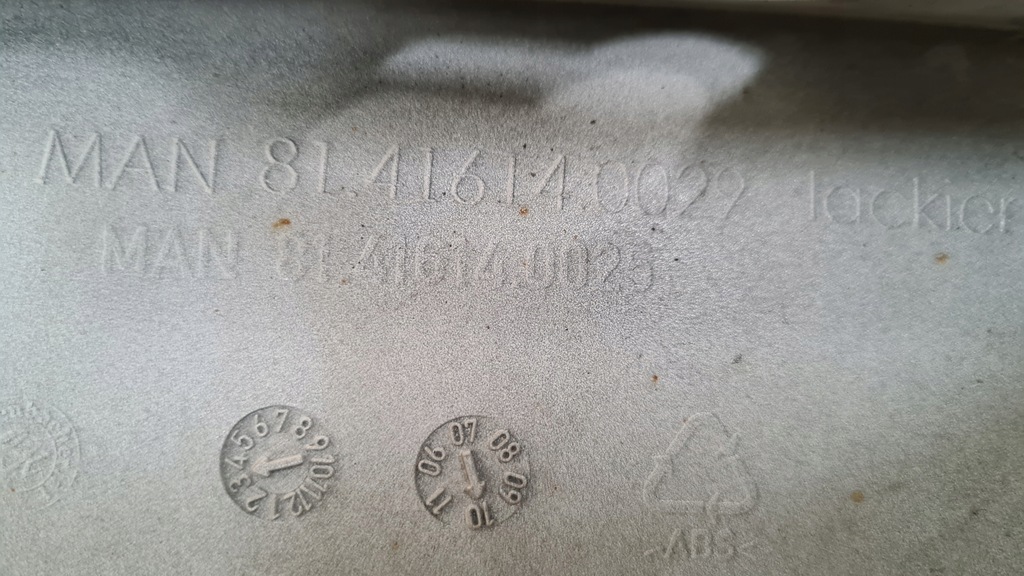 MAN 81.41614.0029 lackier
MAN 81.41614.0025
1 2 3 4 5 6 7 8 9 10 11 12
06 07 08 09 10 11
>ABS<